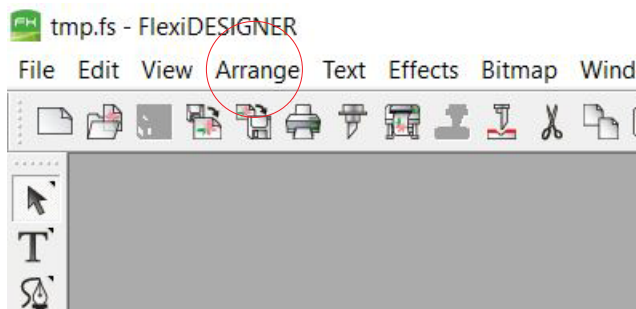 FH tmp.fs - FlexiDESIGNER
File Edit View Arrange Text Effects Bitmap Wind
T